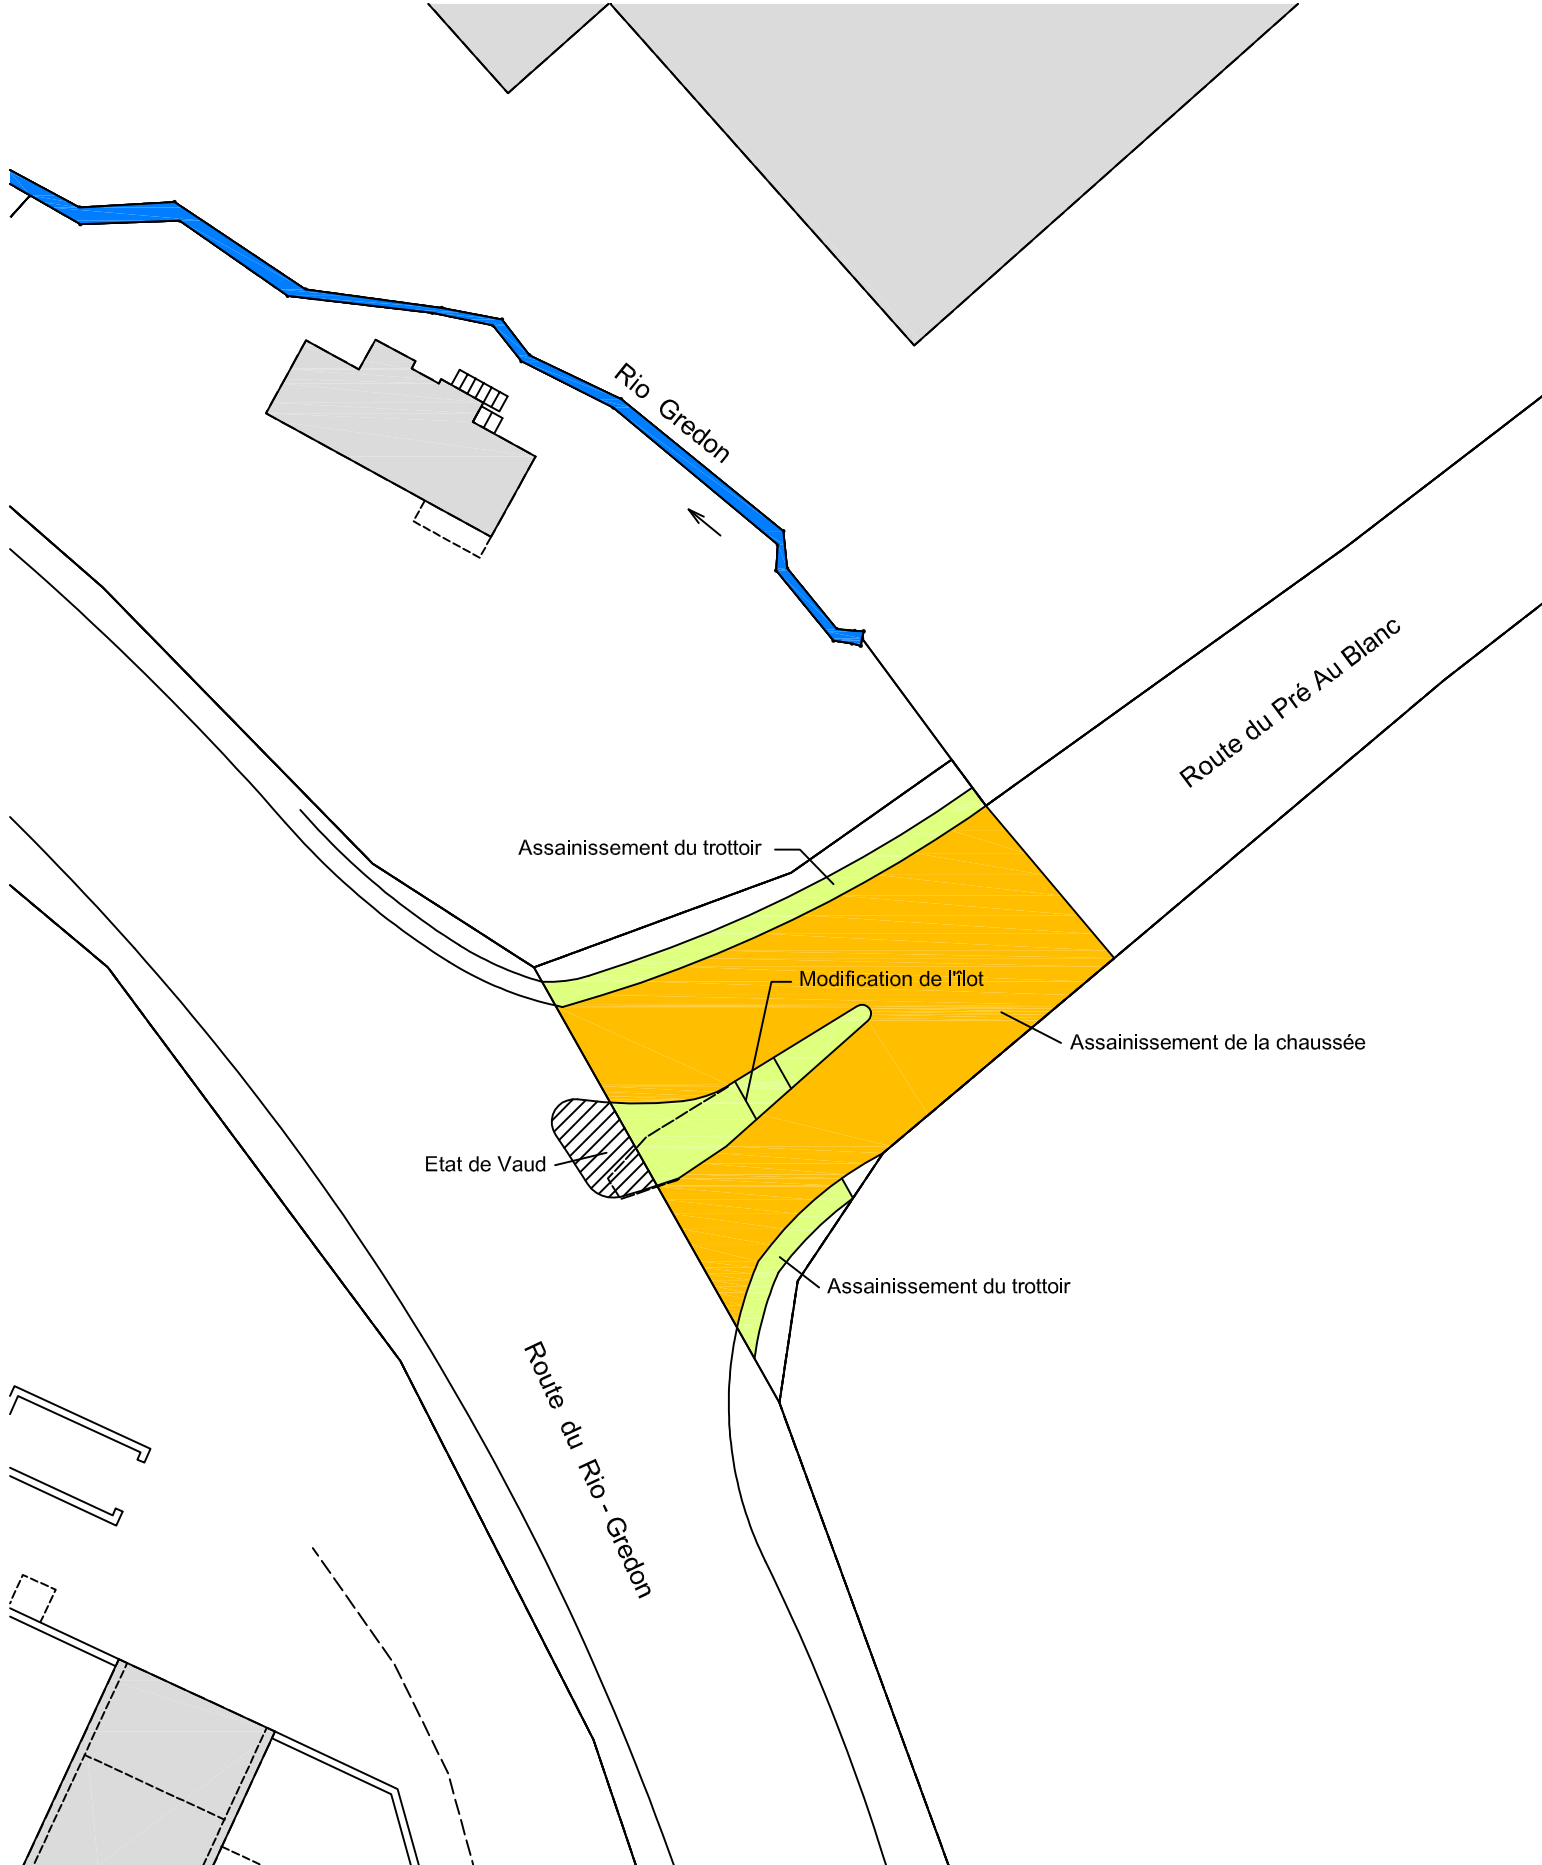 Rio Gredon
Route du Pré Au Blanc
Assainissement du trottoir
Modification de l'îlot
Assainissement de la chaussée
Etat de Vaud
Assainissement du trottoir
Route du Rio - Gredon